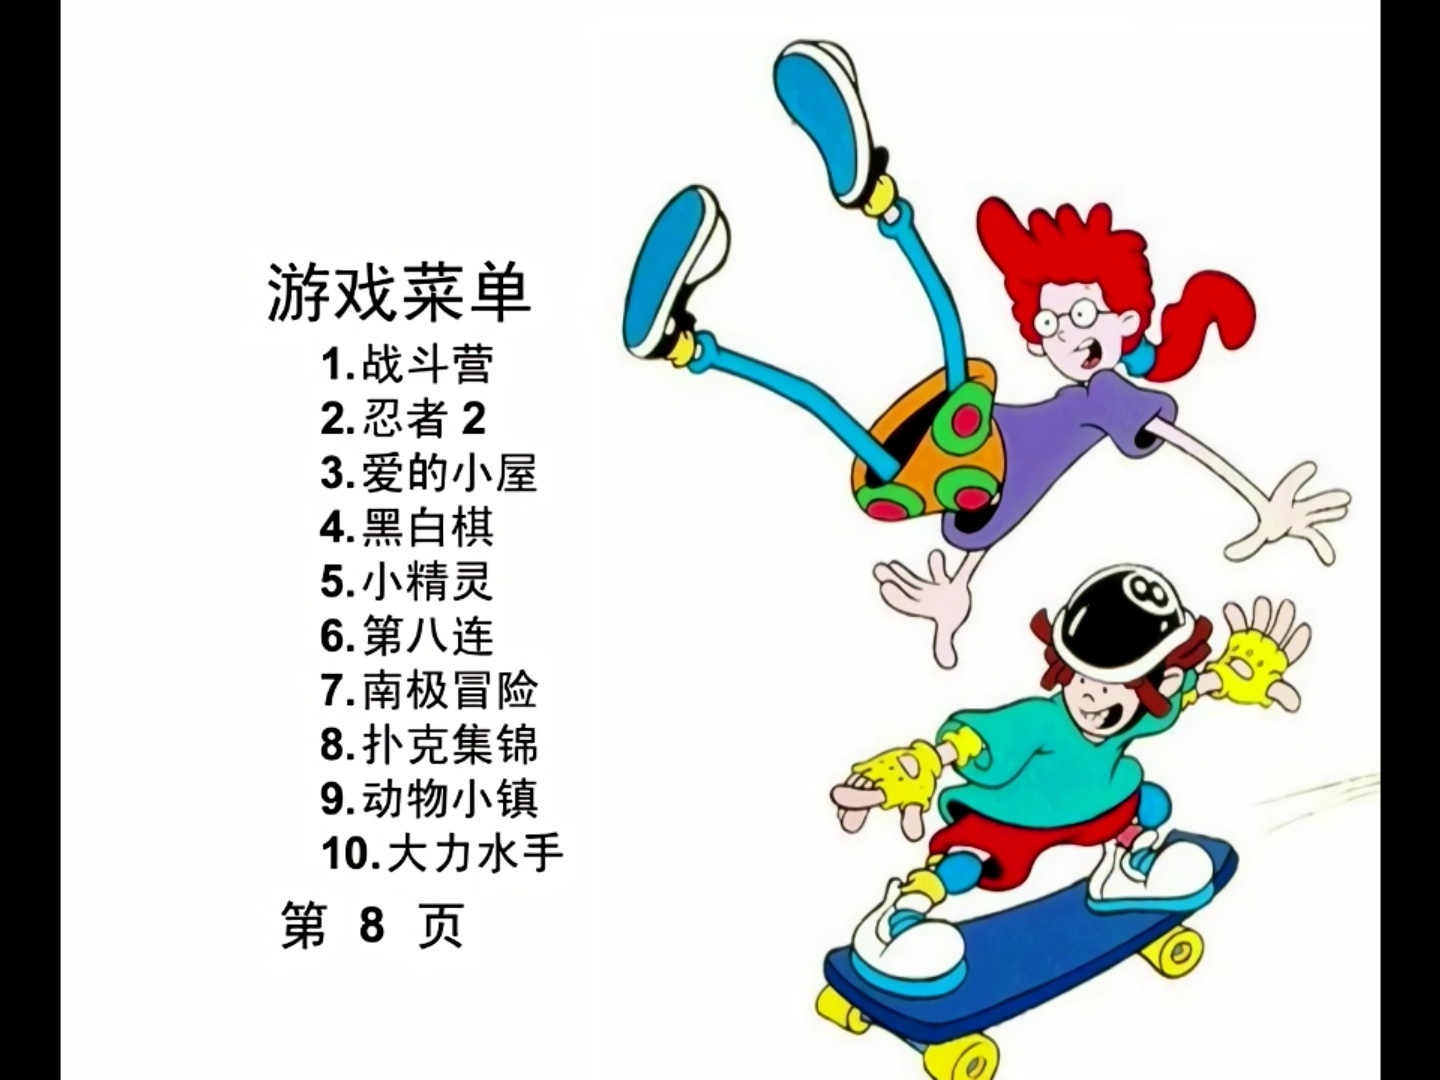 游戏菜单
1.战斗营
2.忍者 2
3.爱的小屋
4.黑白棋
5.小精灵
6.第八连
7.南极冒险
8.扑克集锦
9.动物小镇
10.大力水手
第 8 页
8